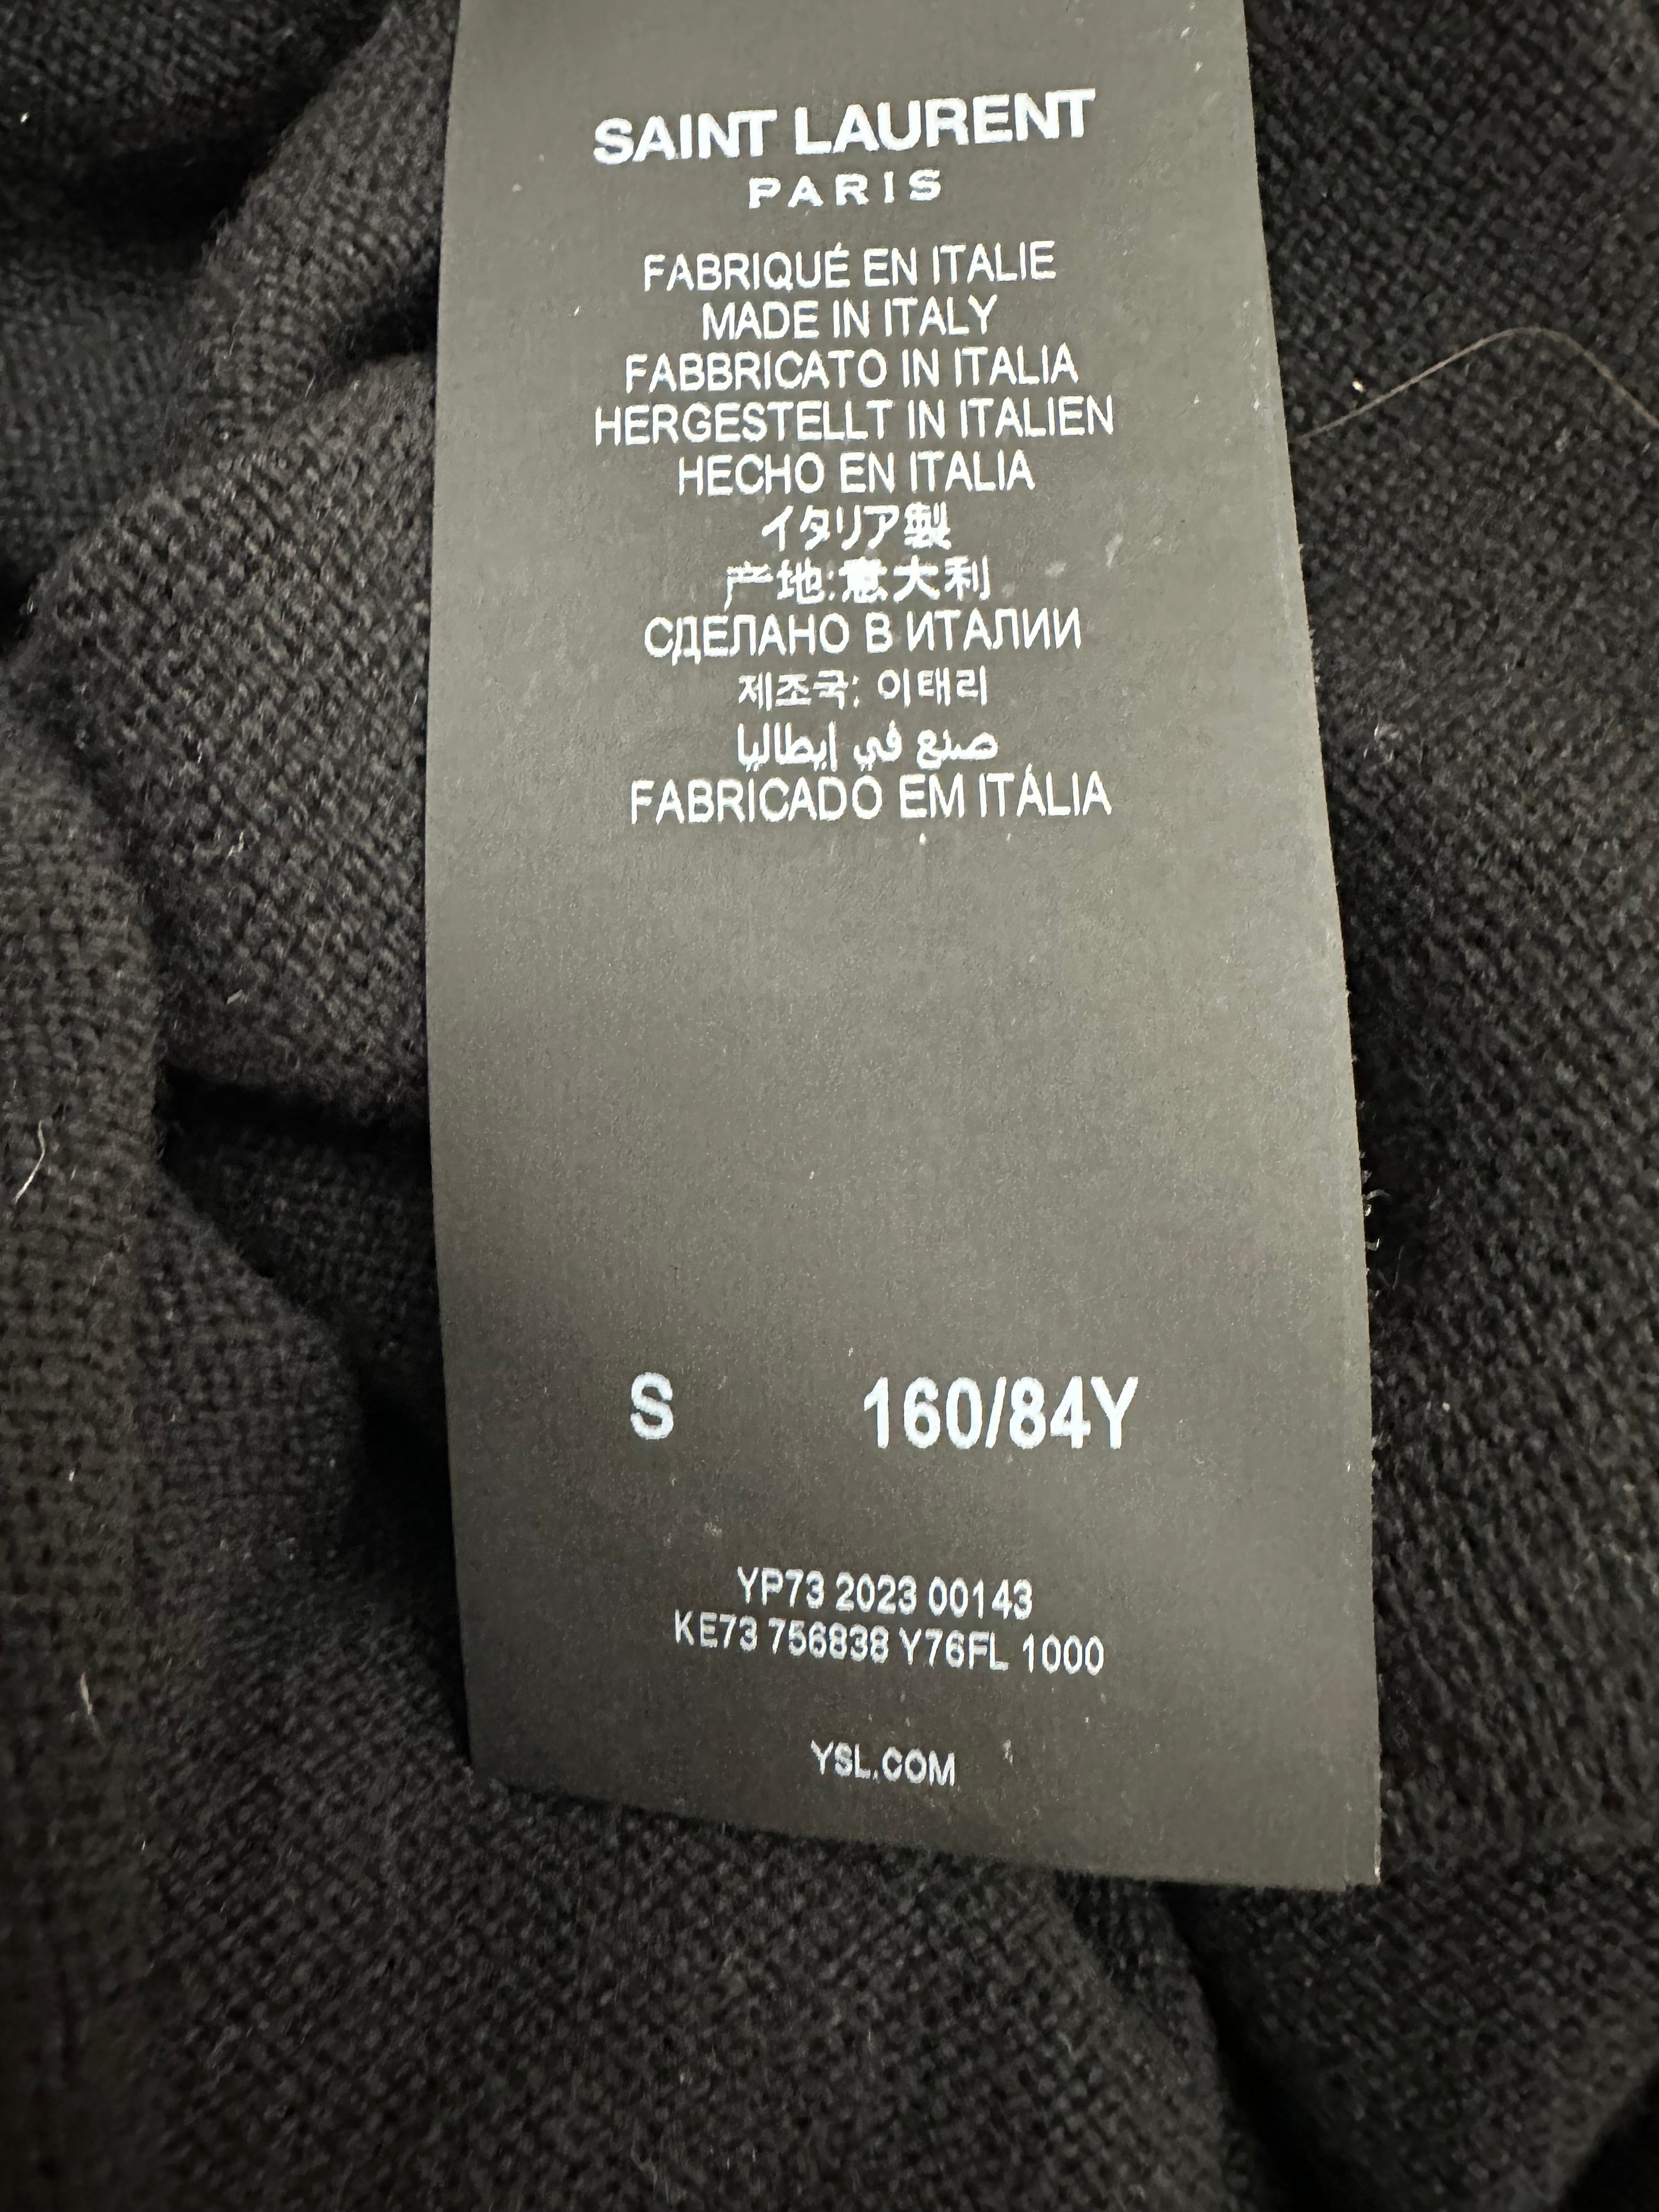 SAINT LAURENT
PARIS
FABRIQUÉ EN ITALIE
MADE IN ITALY
FABBRICATO IN ITALIA
HERGESTELLT IN ITALIEN
HECHO EN ITALIA
イタリア製
产地:意大利
СДЕЛАНО В ИТАЛИИ
제조국: 이태리
صنع في إيطاليا
FABRICADO EM ITÁLIA
S 160/84Y
YP73 2023 00143
KE73 756838 Y76FL 1000
YSL.COM